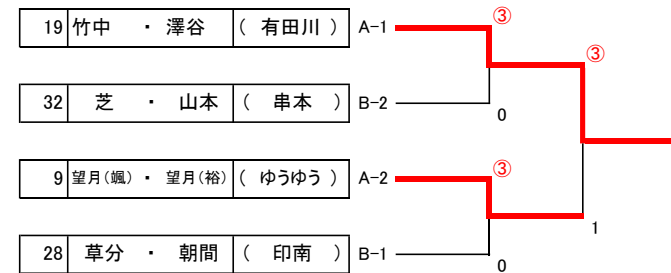 ③
19 竹中 ・ 澤谷 ( 有田川 ) A-1
③
32 芝 ・ 山本 ( 串本 ) B-2
0
③
9 望月(颯) ・ 望月(裕) ( ゆうゆう ) A-2
1
28 草分 ・ 朝間 ( 印南 ) B-1
0